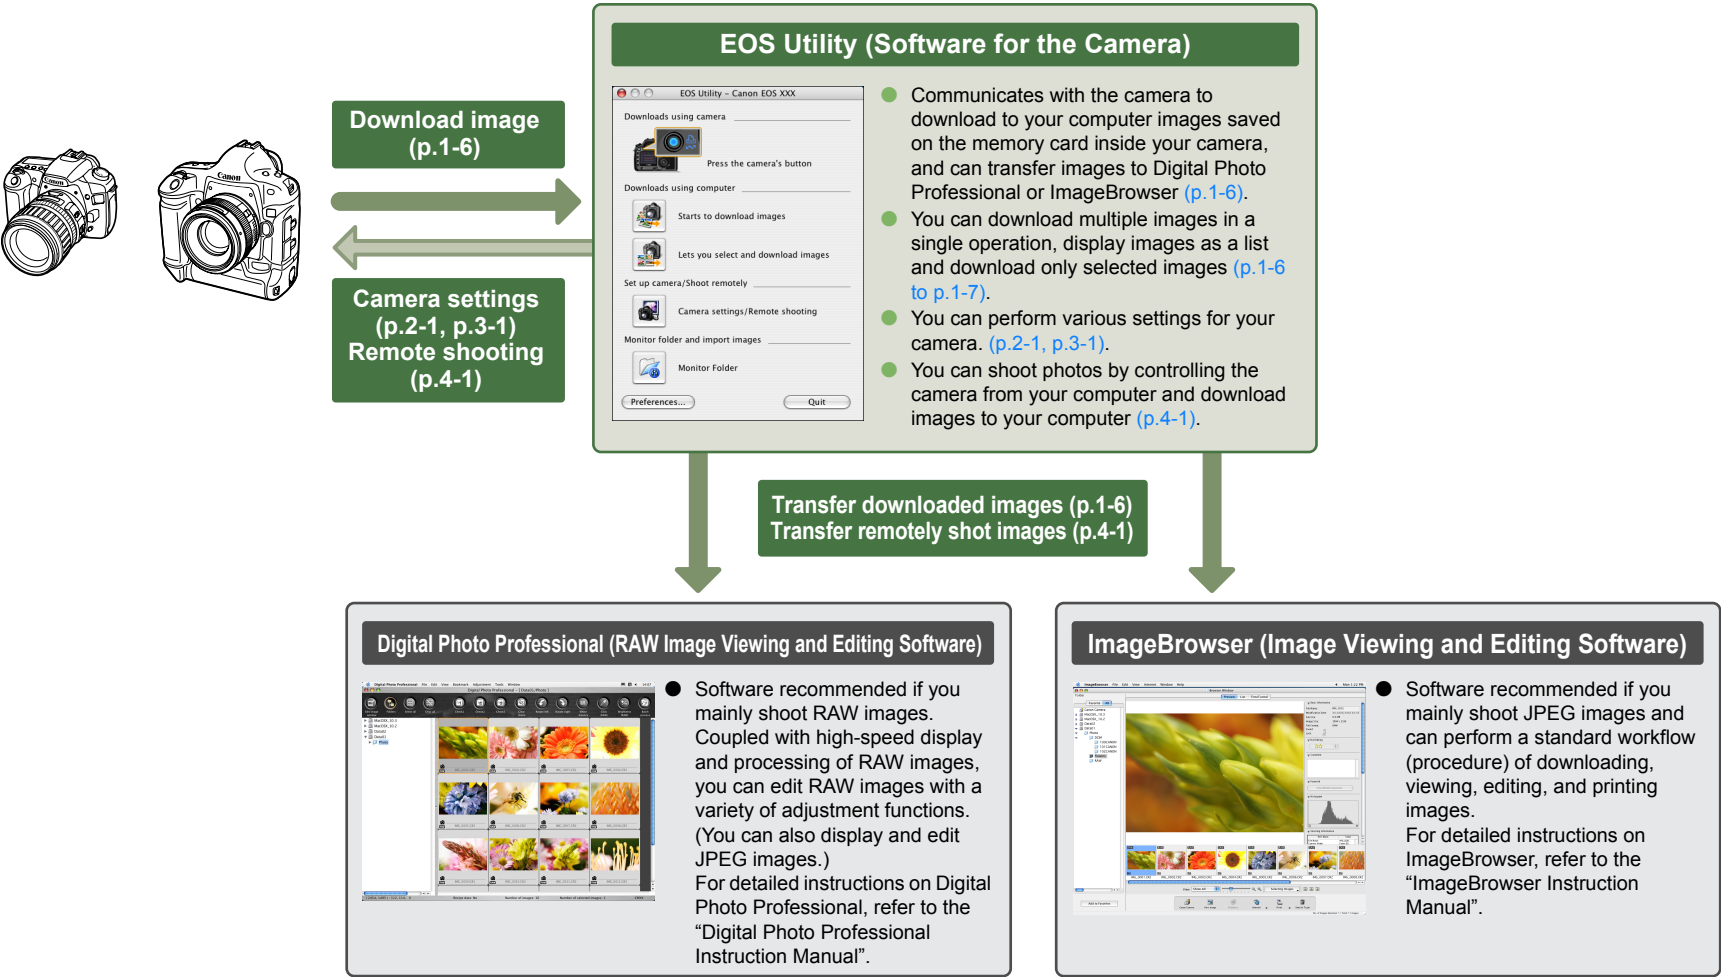 EOS Utility (Software for the Camera)
Download image
(p.1-6)
Camera settings
(p.2-1, p.3-1)
Remote shooting
(p.4-1)
Canon
Canon
EOS Utility – Canon EOS XXX
Downloads using camera
Press the camera's button
Downloads using computer
Starts to download images
Lets you select and download images
Set up camera/Shoot remotely
Camera settings/Remote shooting
Monitor folder and import images
Monitor Folder
Preferences...
Quit
Communicates with the camera to
download to your computer images saved
on the memory card inside your camera,
and can transfer images to Digital Photo
Professional or ImageBrowser (p.1-6).
You can download multiple images in a
single operation, display images as a list
and download only selected images (p.1-6
to p.1-7).
You can perform various settings for your
camera. (p.2-1, p.3-1).
You can shoot photos by controlling the
camera from your computer and download
images to your computer (p.4-1).
Transfer downloaded images (p.1-6)
Transfer remotely shot images (p.4-1)
Digital Photo Professional (RAW Image Viewing and Editing Software)
Software recommended if you
mainly shoot RAW images.
Coupled with high-speed display
and processing of RAW images,
you can edit RAW images with a
variety of adjustment functions.
(You can also display and edit
JPEG images.)
For detailed instructions on Digital
Photo Professional, refer to the
“Digital Photo Professional
Instruction Manual”.
ImageBrowser (Image Viewing and Editing Software)
Software recommended if you
mainly shoot JPEG images and
can perform a standard workflow
(procedure) of downloading,
viewing, editing, and printing
images.
For detailed instructions on
ImageBrowser, refer to the
“ImageBrowser Instruction
Manual”.